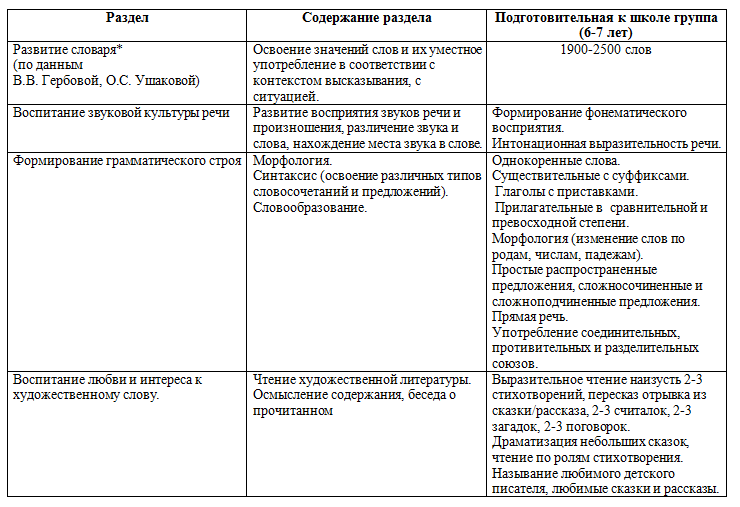 Раздел
Содержание раздела
Подготовительная к школе группа
(6-7 лет)
Развитие словаря*
(по данным
В.В. Гербовой, О.С. Ушаковой)
Освоение значений слов и их уместное
употребление в соответствии с
контекстом высказывания, с
ситуацией.
1900-2500 слов
Воспитание звуковой культуры речи
Развитие восприятия звуков речи и
произношения, различение звука и
слова, нахождение места звука в слове.
Формирование фонематического
восприятия.
Интонационная выразительность речи.
Формирование грамматического строя
Морфология.
Синтаксис (освоение различных типов
словосочетаний и предложений).
Словообразование.
Однокоренные слова.
Существительные с суффиксами.
Глаголы с приставками.
Прилагательные в сравнительной и
превосходной степени.
Морфология (изменение слов по
родам, числам, падежам).
Простые распространенные
предложения, сложносочиненные и
сложноподчиненные предложения.
Прямая речь.
Употребление соединительных,
противительных и разделительных
союзов.
Воспитание любви и интереса к
художественному слову.
Чтение художественной литературы.
Осмысление содержания, беседа о
прочитанном
Выразительное чтение наизусть 2-3
стихотворений, пересказ отрывка из
сказки/рассказа, 2-3 считалок, 2-3
загадок, 2-3 поговорок.
Драматизация небольших сказок,
чтение по ролям стихотворения.
Называние любимого детского
писателя, любимые сказки и рассказы.